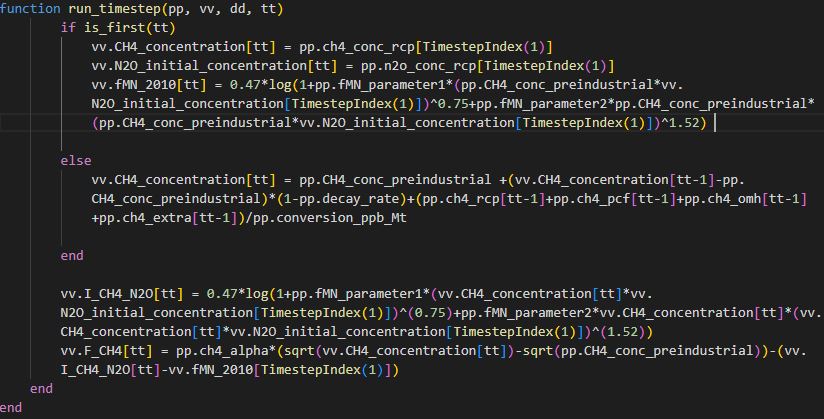 function run_timestep(pp, vv, dd, tt)
if is_first(tt)
vv.CH4_concentration[tt] = pp.ch4_conc_rcp[TimestepIndex(1)]
vv.N2O_initial_concentration[tt] = pp.n2o_conc_rcp[TimestepIndex(1)]
vv.fMN_2010[tt] = 0.47*log(1+pp.fMN_parameter1*(pp.CH4_conc_preindustrial*vv.
N2O_initial_concentration[TimestepIndex(1)])^0.75+pp.fMN_parameter2*pp.CH4_conc_preindustrial*
(pp.CH4_conc_preindustrial*vv.N2O_initial_concentration[TimestepIndex(1)])^1.52)
else
vv.CH4_concentration[tt] = pp.CH4_conc_preindustrial +(vv.CH4_concentration[tt-1]-pp.
CH4_conc_preindustrial)*(1-pp.decay_rate)+(pp.ch4_rcp[tt-1]+pp.ch4_pcf[tt-1]+pp.ch4_omh[tt-1]
+pp.ch4_extra[tt-1])/pp.conversion_ppb_Mt
end
vv.I_CH4_N2O[tt] = 0.47*log(1+pp.fMN_parameter1*(vv.CH4_concentration[tt]*vv.
N2O_initial_concentration[TimestepIndex(1)])^(0.75)+pp.fMN_parameter2*vv.CH4_concentration[tt]*(vv.
CH4_concentration[tt]*vv.N2O_initial_concentration[TimestepIndex(1)])^(1.52))
vv.F_CH4[tt] = pp.ch4_alpha*(sqrt(vv.CH4_concentration[tt])-sqrt(pp.CH4_conc_preindustrial))-(vv.
I_CH4_N2O[tt]-vv.fMN_2010[TimestepIndex(1)])
end
end